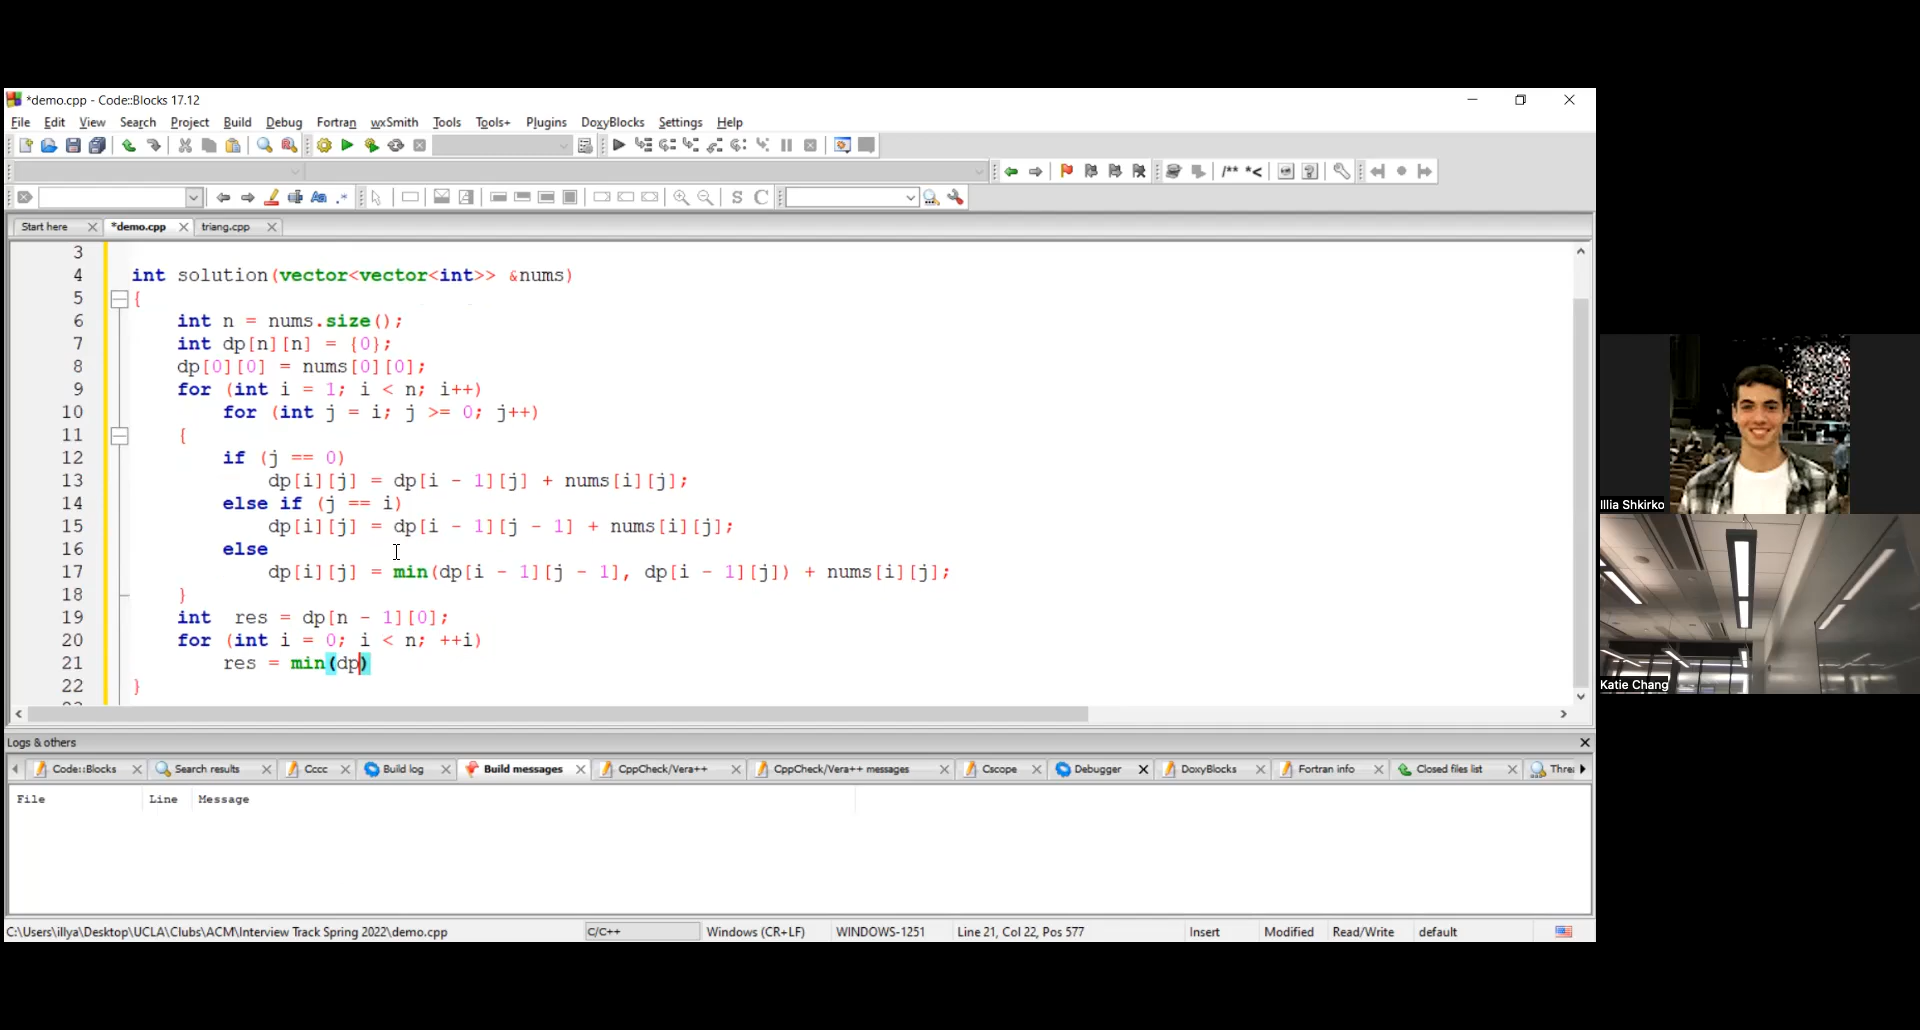 *demo.cpp - Code::Blocks 17.12
File Edit View Search Project Build Debug Fortran wxSmith Tools Tools+ Plugins DoxyBlocks Settings Help
/** *<
Aa .*
S C
Start here *demo.cpp triang.cpp
3
4 int solution(vector<vector<int>> &nums)
5 {
6 int n = nums.size();
7 int dp[n][n] = {0};
8 dp[0][0] = nums[0][0];
9 for (int i = 1; i < n; i++)
10 for (int j = i; j >= 0; j++)
11 {
12 if (j == 0)
13 dp[i][j] = dp[i - 1][j] + nums[i][j];
14 else if (j == i)
15 dp[i][j] = dp[i - 1][j - 1] + nums[i][j];
16 else
17 dp[i][j] = min(dp[i - 1][j - 1], dp[i - 1][j]) + nums[i][j];
18 }
19 int  res = dp[n - 1][0];
20 for (int i = 0; i < n; ++i)
21 res = min(dp)
22 }
Logs & others
Code::Blocks Search results Cccc Build log Build messages CppCheck/Vera++ CppCheck/Vera++ messages Cscope Debugger DoxyBlocks Fortran info Closed files list Thre
File Line Message
C:\Users\illya\Desktop\UCLA\Clubs\ACM\Interview Track Spring 2022\demo.cpp C/C++ Windows (CR+LF) WINDOWS-1251 Line 21, Col 22, Pos 577 Insert Modified Read/Write default
Illia Shkirko
Katie Chang